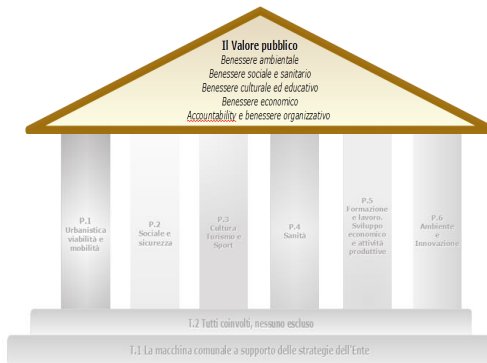 Il Valore pubblico
Benessere ambientale
Benessere sociale e sanitario
Benessere culturale ed educativo
Benessere economico
Accountability e benessere organizzativo
P.1
Urbanistica
viabilità e
mobilità
P.2
Sociale e
sicurezza
P.3
Cultura
Turismo e
Sport
P.4
Sanità
P.5
Formazione
e lavoro.
Sviluppo
economico
e attività
produttive
P.6
Ambiente
e
Innovazione
T.2 Tutti coinvolti, nessuno escluso
T.1 La macchina comunale a supporto delle strategie dell'Ente